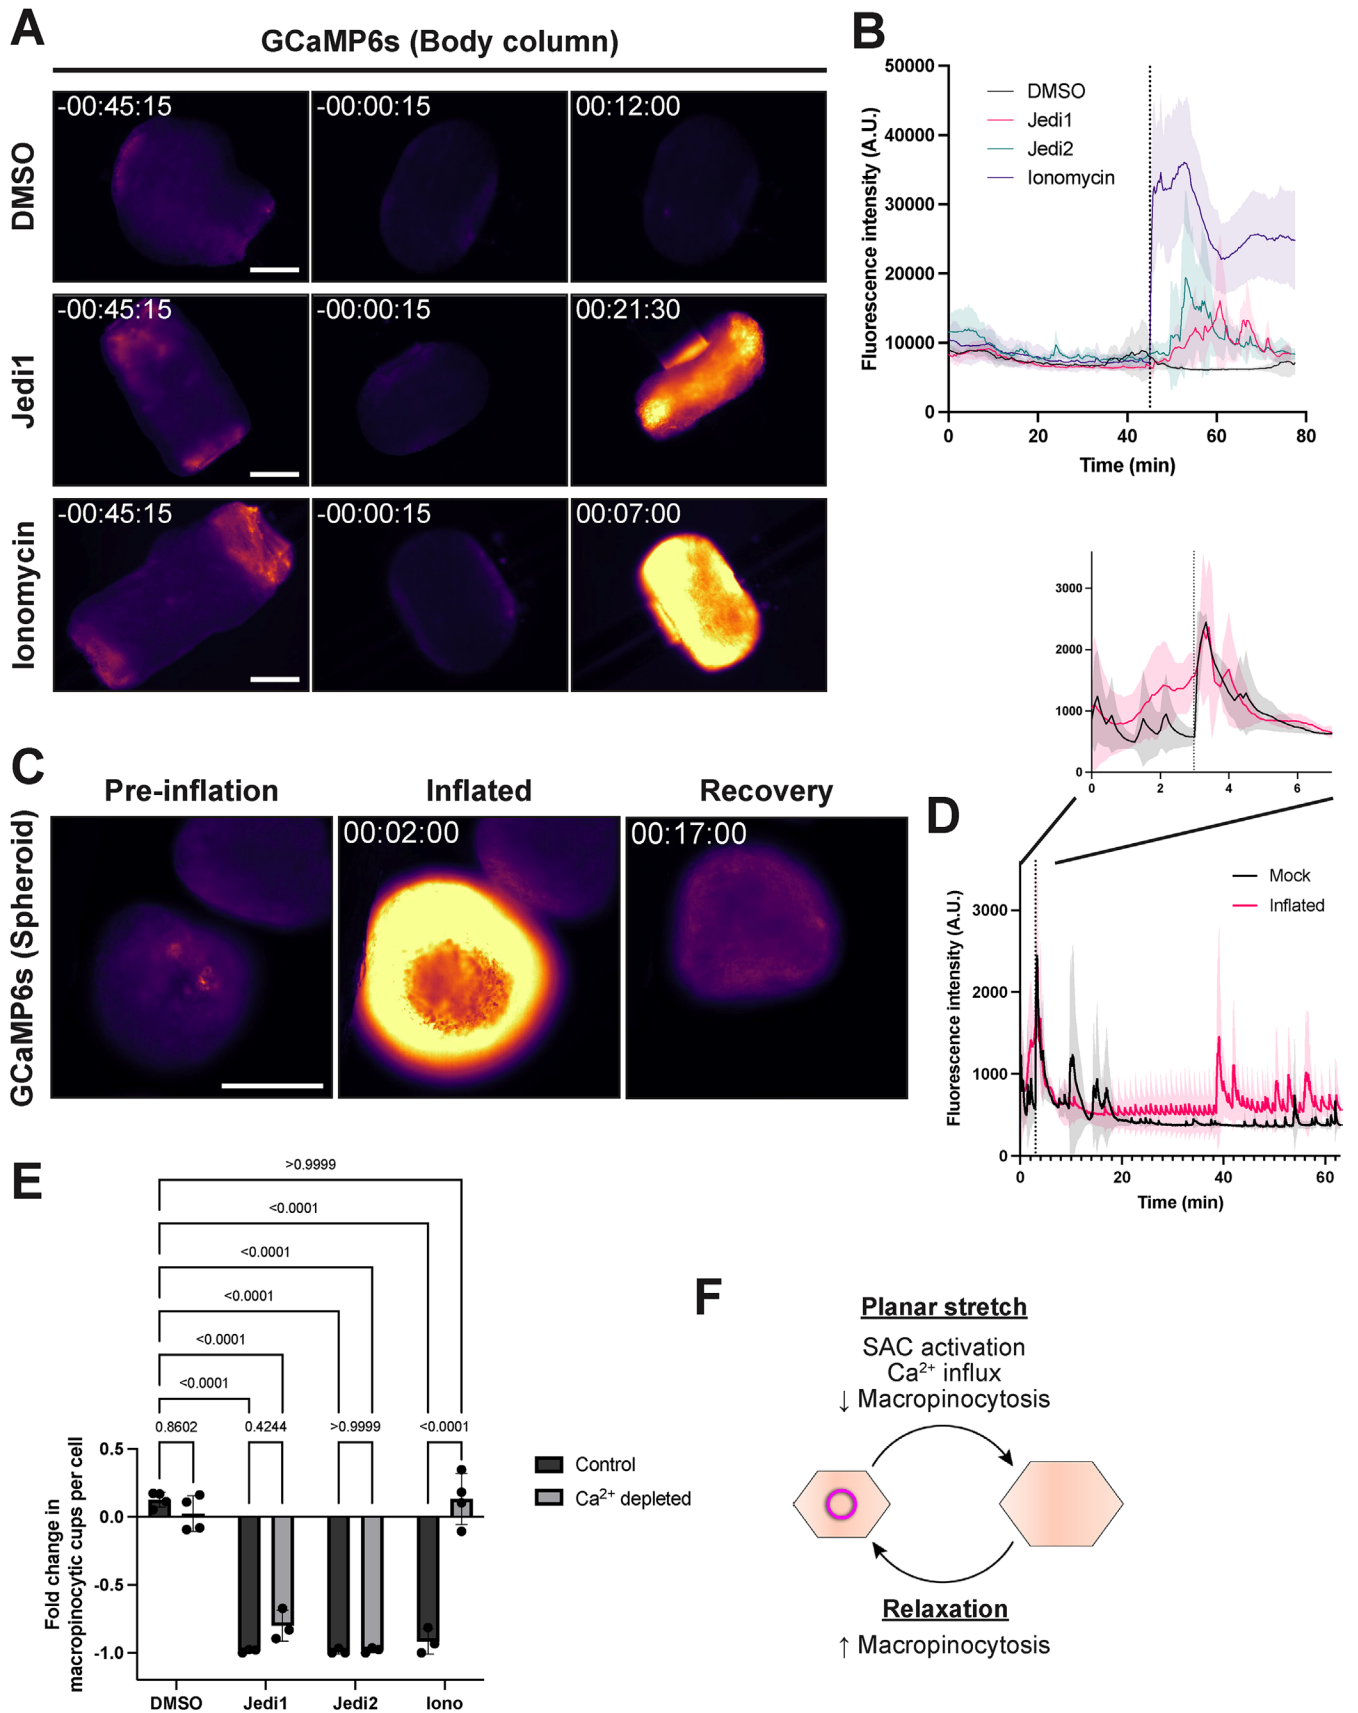 A
GCaMP6s (Body column)
DMSO
-00:45:15
-00:00:15
00:12:00
Jedi1
-00:45:15
-00:00:15
00:21:30
Ionomycin
-00:45:15
-00:00:15
00:07:00
B
Fluorescence intensity (A.U.)
50000
40000
30000
20000
10000
0
DMSO
Jedi1
Jedi2
Ionomycin
0
20
40
60
80
Time (min)
C
Pre-inflation
Inflated
Recovery
GCaMP6s (Spheroid)
00:02:00
00:17:00
3000
2000
1000
0
0
2
4
6
D
Fluorescence intensity (A.U.)
3000
2000
1000
0
Mock
Inflated
0
20
40
60
Time (min)
E
>0.9999
<0.0001
<0.0001
<0.0001
<0.0001
<0.0001
0.8602
0.4244
>0.9999
<0.0001
Fold change in
macropinocytic cups per cell
0.5
0.0
-0.5
-1.0
DMSO
Jedi1
Jedi2
Iono
Control
Ca²⁺ depleted
F
Planar stretch
SAC activation
Ca²⁺ influx
↓ Macropinocytosis
Relaxation
↑ Macropinocytosis